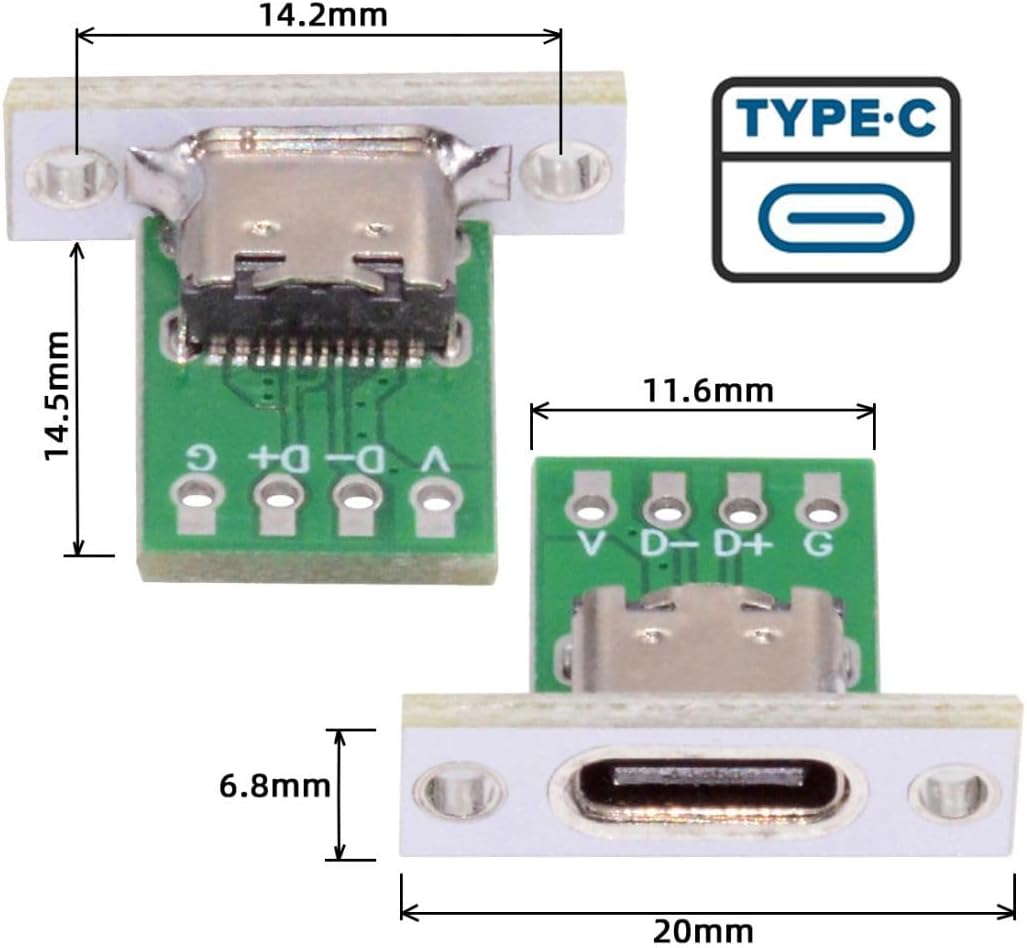 14.2mm
TYPE-C
14.5mm
11.6mm
G D+ D- V
V D- D+ G
6.8mm
20mm